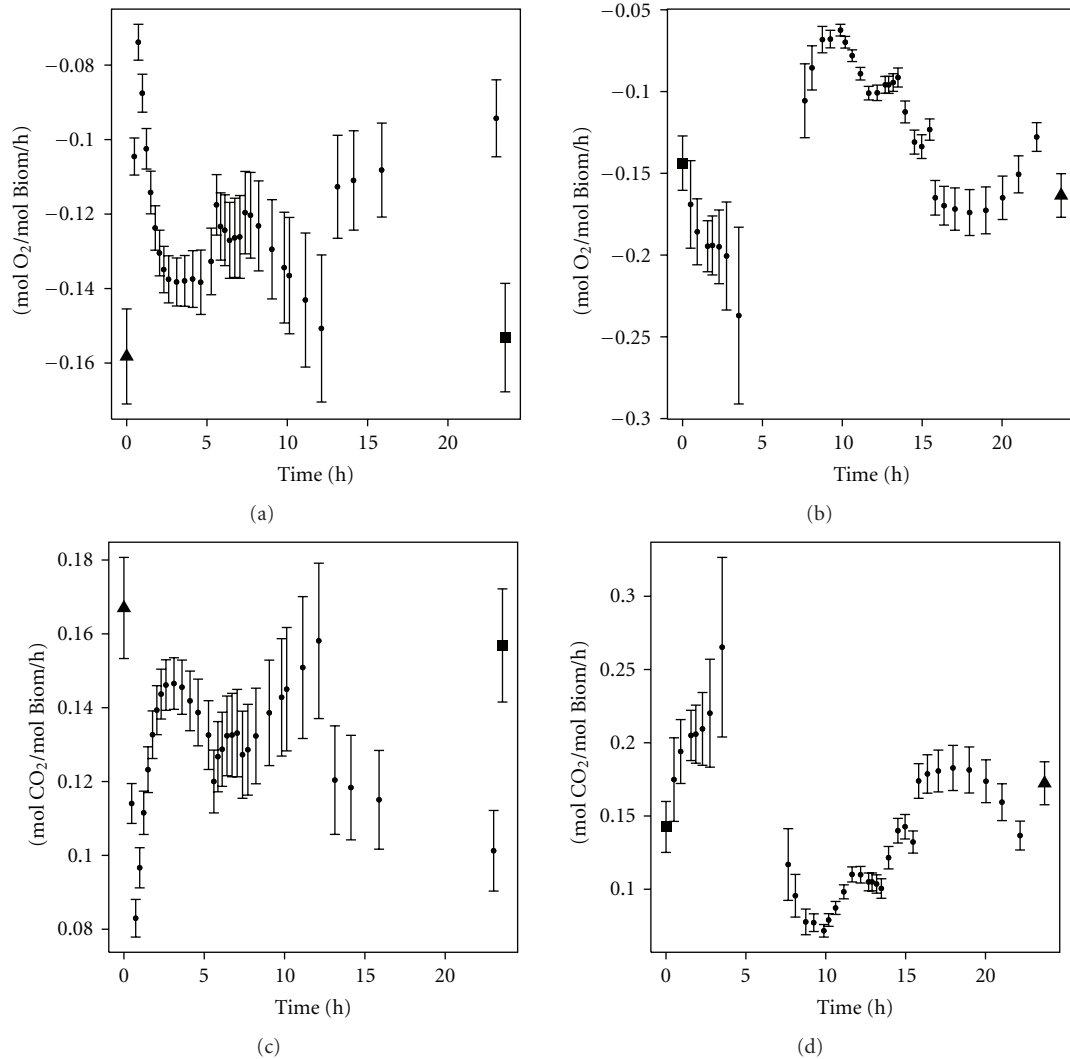 −0.08
−0.1
−0.12
−0.14
−0.16
(mol O₂/mol Biom/h)
0 5 10 15 20
Time (h)
(a)
−0.05
−0.1
−0.15
−0.2
−0.25
−0.3
(mol O₂/mol Biom/h)
0 5 10 15 20
Time (h)
(b)
0.18
0.16
0.14
0.12
0.1
0.08
(mol CO₂/mol Biom/h)
0 5 10 15 20
Time (h)
(c)
0.3
0.25
0.2
0.15
0.1
(mol CO₂/mol Biom/h)
0 5 10 15 20
Time (h)
(d)